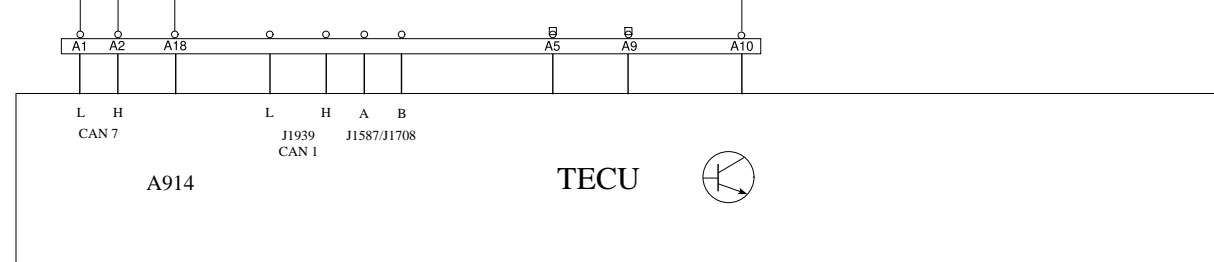 A1 A2 A18 A5 A9 A10
L H L H A B
CAN 7 J1939 J1587/J1708
CAN 1
A914 TECU